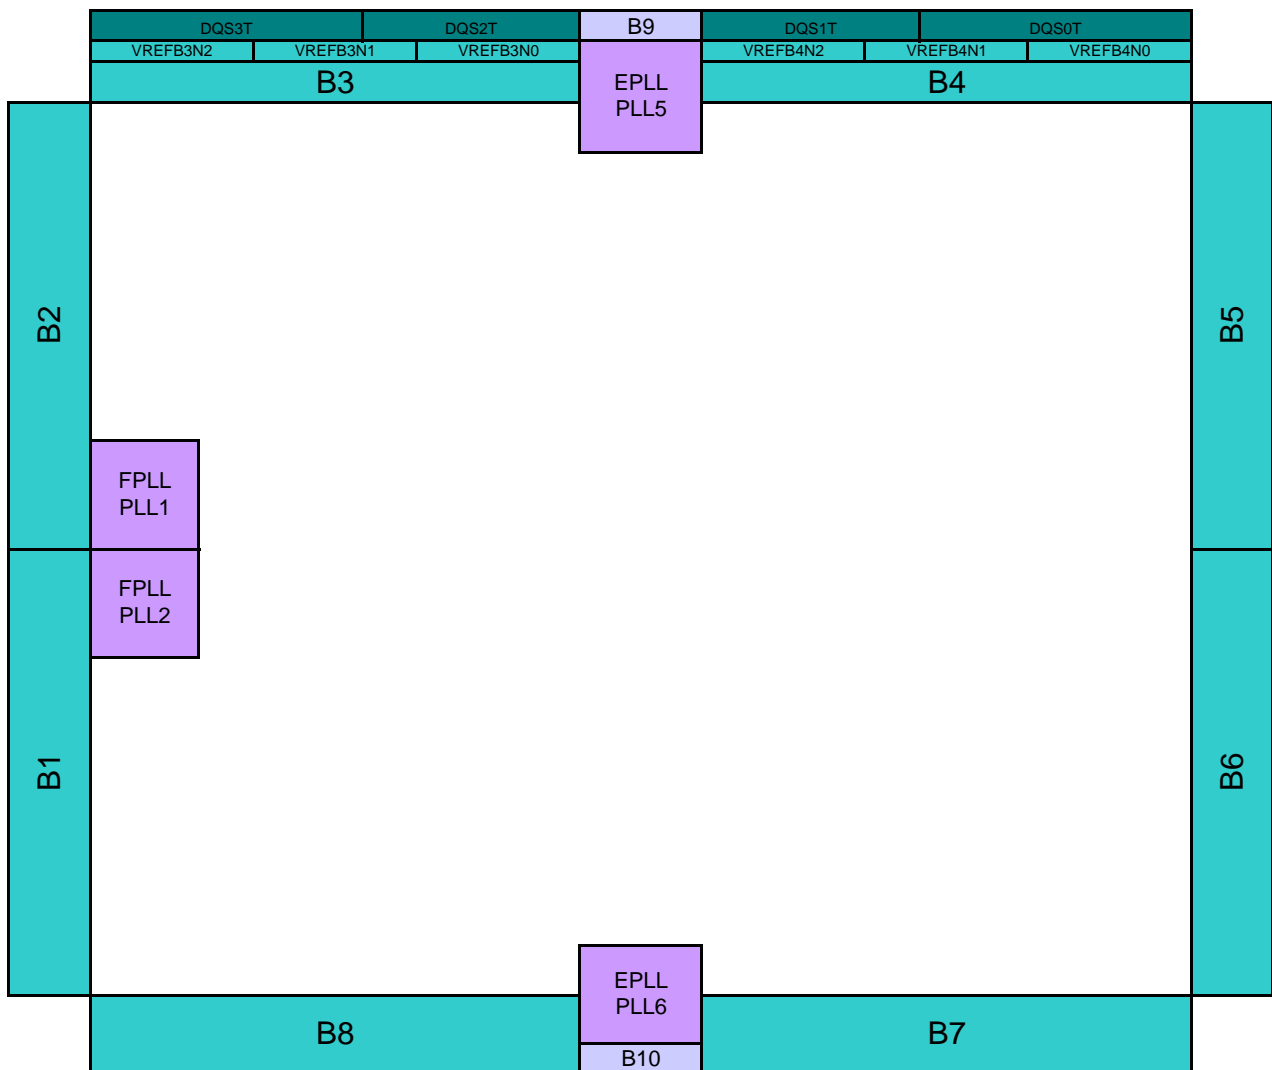 DQS3T DQS2T B9 DQS1T DQS0T
VREFB3N2 VREFB3N1 VREFB3N0 VREFB4N2 VREFB4N1 VREFB4N0
B3 B4
EPLL
PLL5
B2
B5
FPLL
PLL1
FPLL
PLL2
B1
B6
EPLL
PLL6
B8 B7
B10